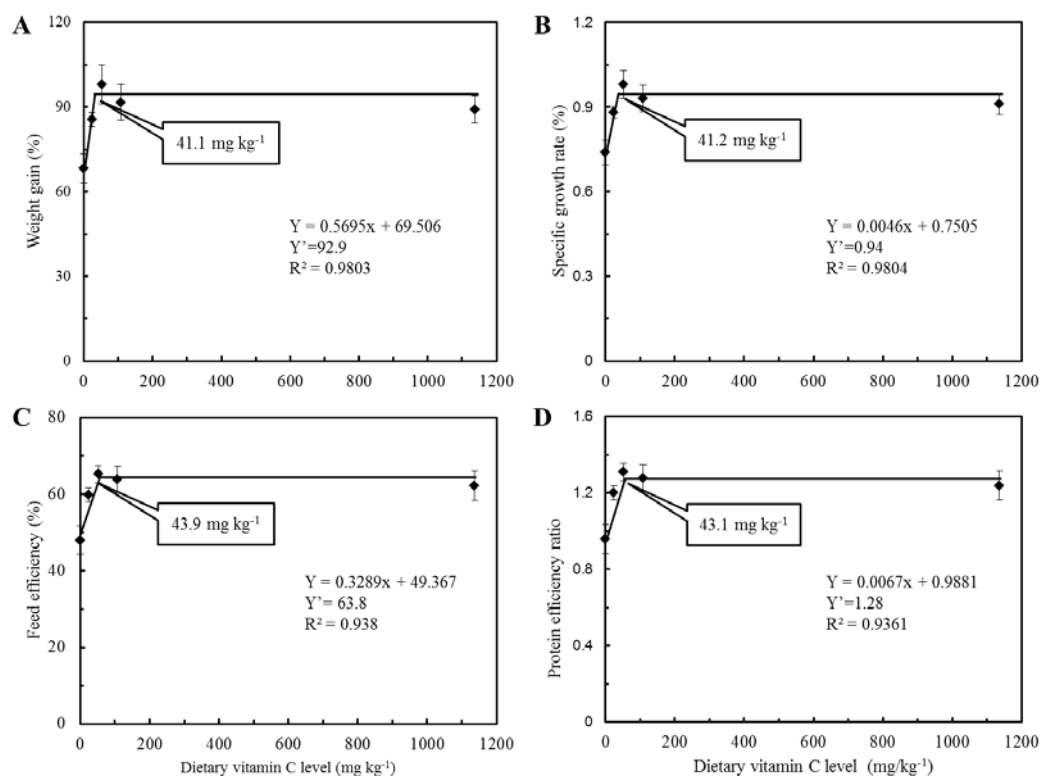 A
120
90
60
30
0
Weight gain (%)
41.1 mg kg⁻¹
Y = 0.5695x + 69.506
Y’=92.9
R² = 0.9803
0 200 400 600 800 1000 1200
B
1.2
0.9
0.6
0.3
0.0
Specific growth rate (%)
41.2 mg kg⁻¹
Y = 0.0046x + 0.7505
Y’=0.94
R² = 0.9804
0 200 400 600 800 1000 1200
C
80
60
40
20
0
Feed efficiency (%)
43.9 mg kg⁻¹
Y = 0.3289x + 49.367
Y’= 63.8
R² = 0.938
0 200 400 600 800 1000 1200
Dietary vitamin C level (mg kg⁻¹)
D
1.6
1.2
0.8
0.4
0
Protein efficiency ratio
43.1 mg kg⁻¹
Y = 0.0067x + 0.9881
Y’=1.28
R² = 0.9361
0 200 400 600 800 1000 1200
Dietary vitamin C level (mg/kg⁻¹)